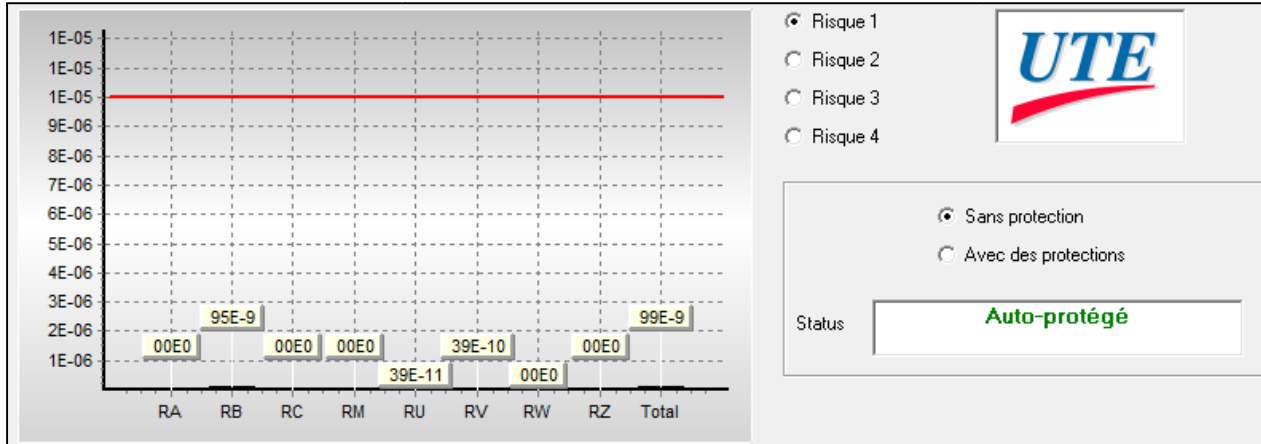 1E-05
1E-05
1E-05
9E-06
8E-06
7E-06
6E-06
5E-06
4E-06
3E-06
2E-06
1E-06
95E-9
99E-9
00E0
00E0
00E0
39E-10
00E0
39E-11
00E0
RA RB RC RM RU RV RW RZ Total
Risque 1
Risque 2
Risque 3
Risque 4
UTE
Sans protection
Avec des protections
Status
Auto-protégé